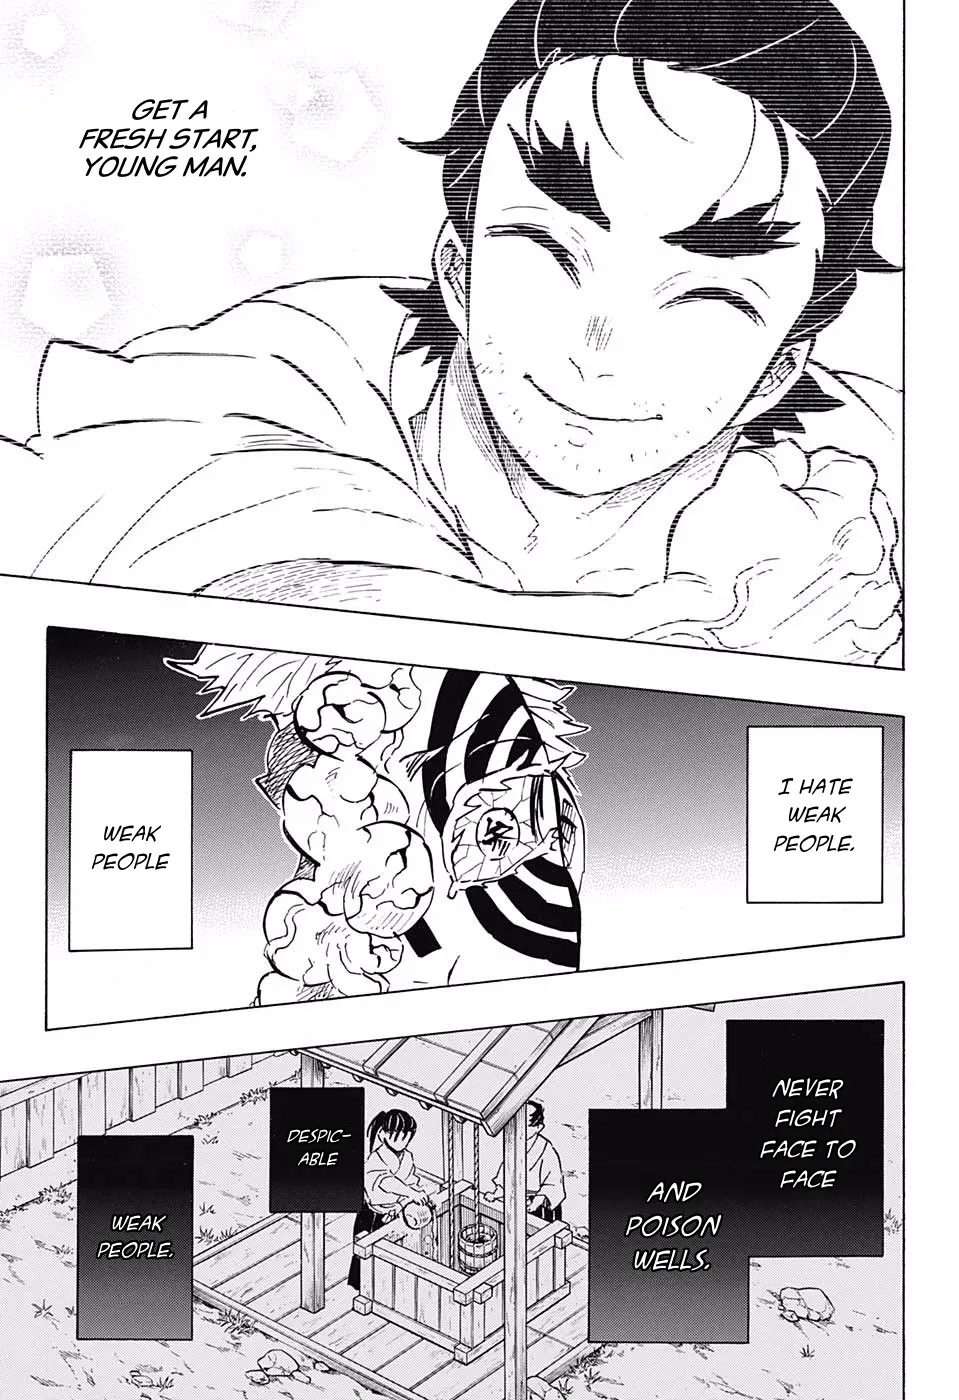 GET A
FRESH START,
YOUNG MAN.
I HATE
WEAK
PEOPLE.
WEAK
PEOPLE
NEVER
FIGHT
FACE TO
FACE
AND
POISON
WELLS.
DESPIC-
ABLE
WEAK
PEOPLE.